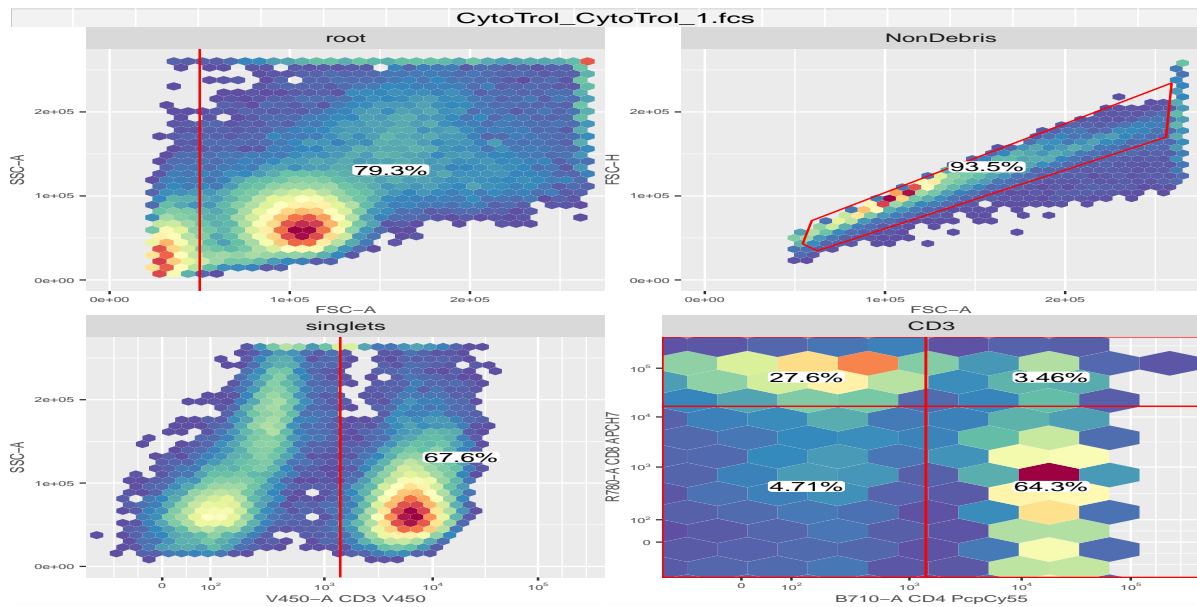 CytoTrol_CytoTrol_1.fcs
root
NonDebris
SSC-A
2e+05
1e+05
0e+00
79.3%
0e+00
1e+05
2e+05
FSC-A
FSC-H
2e+05
1e+05
0e+00
93.5%
0e+00
1e+05
2e+05
FSC-A
singlets
CD3
SSC-A
2e+05
1e+05
0e+00
67.6%
0
10²
10³
10⁴
10⁵
V450-A CD3 V450
R780-A CD8 APCH7
10⁵
10⁴
10³
10²
0
27.6%
3.46%
4.71%
64.3%
0
10²
10³
10⁴
10⁵
B710-A CD4 PcpCy55